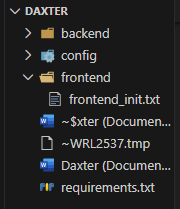 DAXTER
backend
config
frontend
frontend_init.txt
~$xter (Documen...
~WRL2537.tmp
Daxter (Documen...
requirements.txt